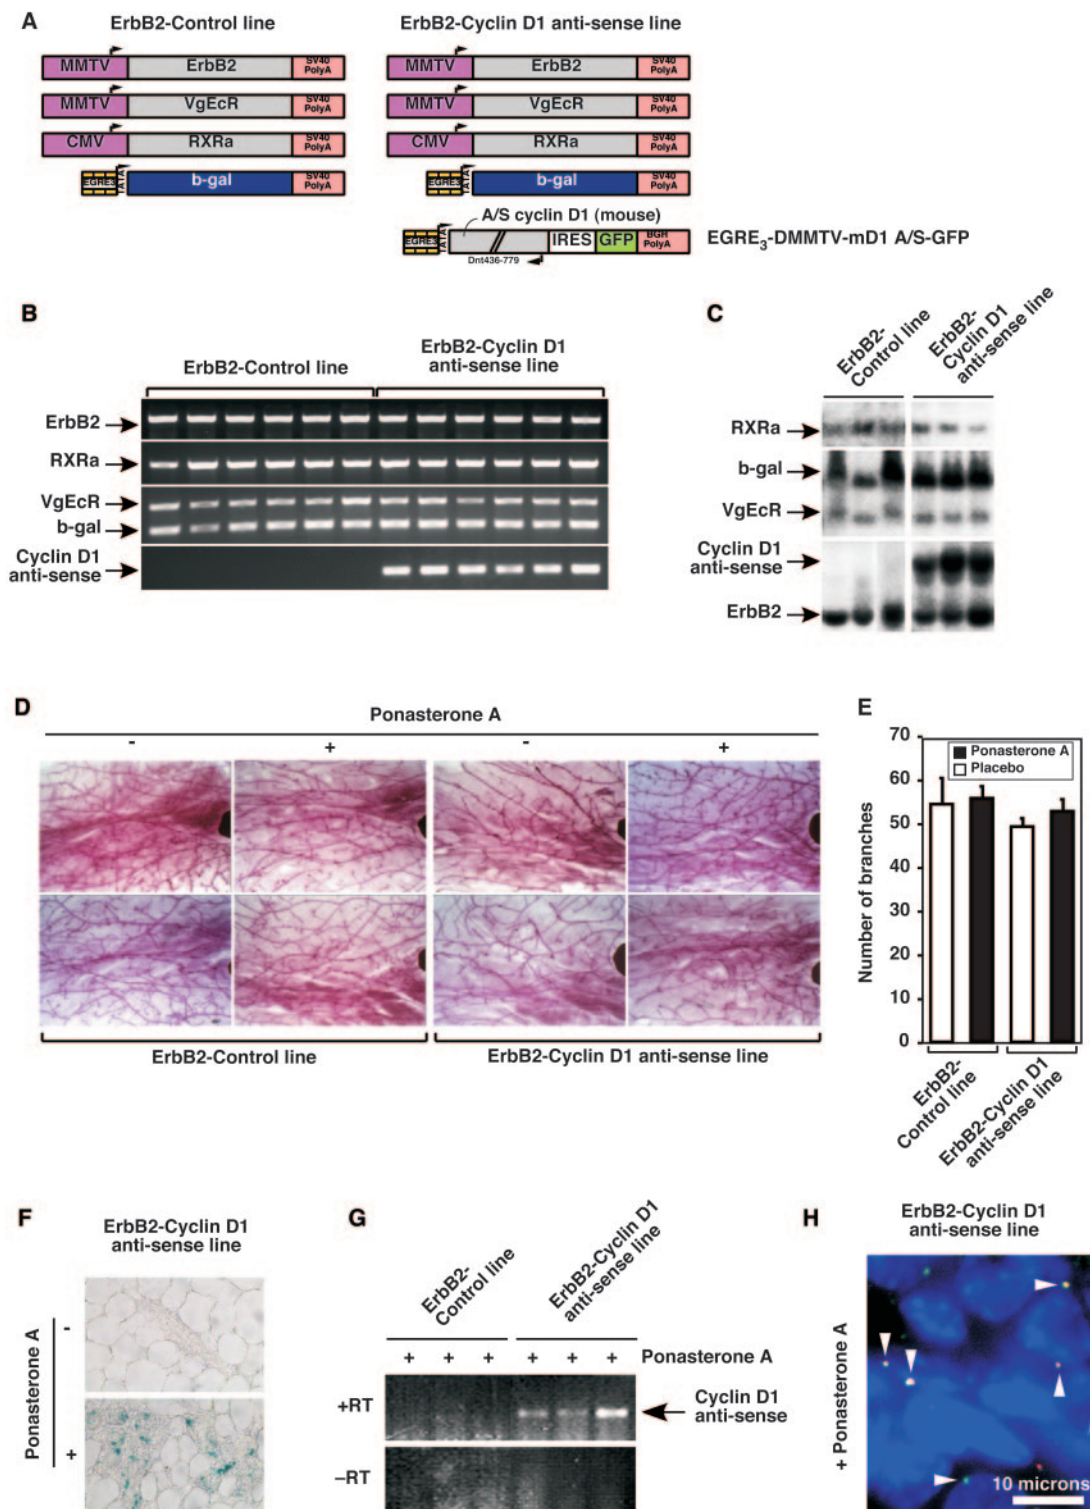 A
ErbB2-Control line
ErbB2-Cyclin D1 anti-sense line
MMTV ErbB2 SV40 PolyA
MMTV ErbB2 SV40 PolyA
MMTV VgEcR SV40 PolyA
MMTV VgEcR SV40 PolyA
CMV RXRa SV40 PolyA
CMV RXRa SV40 PolyA
EGRE3 TATA b-gal SV40 PolyA
EGRE3 TATA b-gal SV40 PolyA
A/S cyclin D1 (mouse)
EGRE3 TATA IRES GFP BGH PolyA
EGRE3-DMMTV-mD1 A/S-GFP
Dnt436-779
B
ErbB2-Control line
ErbB2-Cyclin D1
anti-sense line
ErbB2
RXRa
VgEcR
b-gal
Cyclin D1
anti-sense
C
ErbB2-
Control line
ErbB2-
Cyclin D1
anti-sense line
RXRa
b-gal
VgEcR
Cyclin D1
anti-sense
ErbB2
D
Ponasterone A
- + - +
ErbB2-Control line
ErbB2-Cyclin D1 anti-sense line
E
Ponasterone A
Placebo
Number of branches
70
60
50
40
30
20
10
0
ErbB2-
Control line
ErbB2-Cyclin D1
anti-sense line
F
ErbB2-Cyclin D1
anti-sense line
Ponasterone A
-
+
G
ErbB2-
Control line
ErbB2-Cyclin D1
anti-sense line
+ + + + + + Ponasterone A
+RT
Cyclin D1
anti-sense
–RT
H
ErbB2-Cyclin D1
anti-sense line
+ Ponasterone A
10 microns